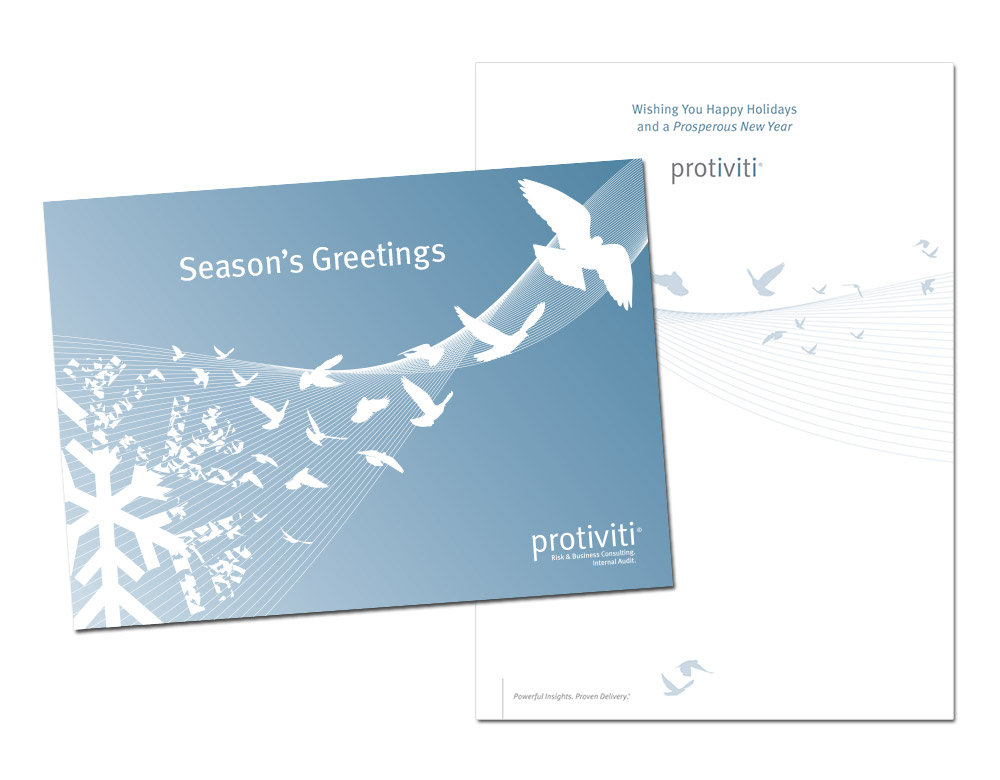 Season's Greetings
protiviti®
Risk & Business Consulting.
Internal Audit.
Wishing You Happy Holidays
and a Prosperous New Year
protiviti®
Powerful Insights. Proven Delivery.®